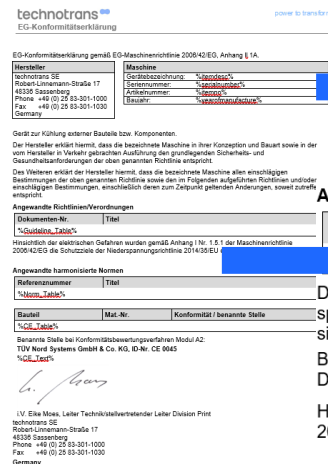 technotrans
power to transfor
EG-Konformitätserklärung
EG-Konformitätserklärung gemäß EG-Maschinenrichtlinie 2006/42/EG, Anhang I, 1A.
Hersteller
technotrans SE
Robert-Linnemann-Straße 17
48336 Sassenberg
Phone +49 (0) 25 83-301-1000
Fax +49 (0) 25 83-301-1030
Germany
Maschine
Gerätebezeichnung: %itemdesc%
Seriennummer: %serialnumber%
Artikelnummer: %itemno%
Baujahr: %yearofmanufacture%
Gerät zur Kühlung externer Bauteile bzw. Komponenten.
Der Hersteller erklärt hiermit, dass die bezeichnete Maschine in ihrer Konzeption und Bauart sowie in der
vom Hersteller in Verkehr gebrachten Ausführung den grundlegenden Sicherheits- und
Gesundheitsanforderungen der oben genannten Richtlinie entspricht.
Des Weiteren erklärt der Hersteller hiermit, dass die bezeichnete Maschine allen einschlägigen
Bestimmungen der oben genannten Richtlinie sowie den im Folgenden aufgeführten Richtlinien und/oder
einschlägigen Bestimmungen, einschließlich deren zum Zeitpunkt geltenden Änderungen, soweit zutreffe
entspricht.
Angewandte Richtlinien/Verordnungen
Dokumenten-Nr. Titel
%Guideline_Table%
Hinsichtlich der elektrischen Gefahren wurden gemäß Anhang I Nr. 1.5.1 der Maschinenrichtlinie
2006/42/EG die Schutzziele der Niederspannungsrichtlinie 2014/35/EU
Angewandte harmonisierte Normen
Referenznummer Titel
%Norm_Table%
Bauteil Mat.-Nr. Konformität / benannte Stelle
%CE_Table%
Benannte Stelle bei Konformitätsbewertungsverfahren Modul A2:
TÜV Nord Systems GmbH & Co. KG, ID-Nr. CE 0045
%CE_Text%
i.V. Eike Moes, Leiter Technik/stellvertretender Leiter Division Print
technotrans SE
Robert-Linnemann-Straße 17
48336 Sassenberg
Phone +49 (0) 25 83-301-1000
Fax +49 (0) 25 83-301-1030
Germany
A
D
s
si
B
D
H
20